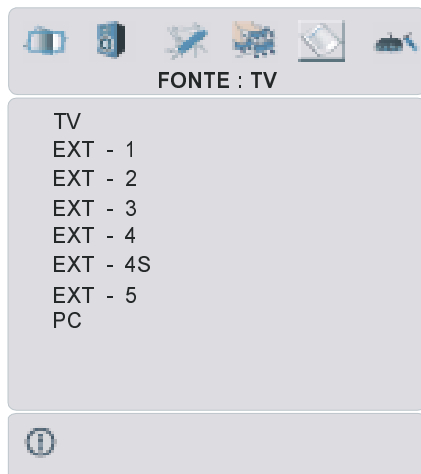 FONTE : TV
TV
EXT - 1
EXT - 2
EXT - 3
EXT - 4
EXT - 4S
EXT - 5
PC